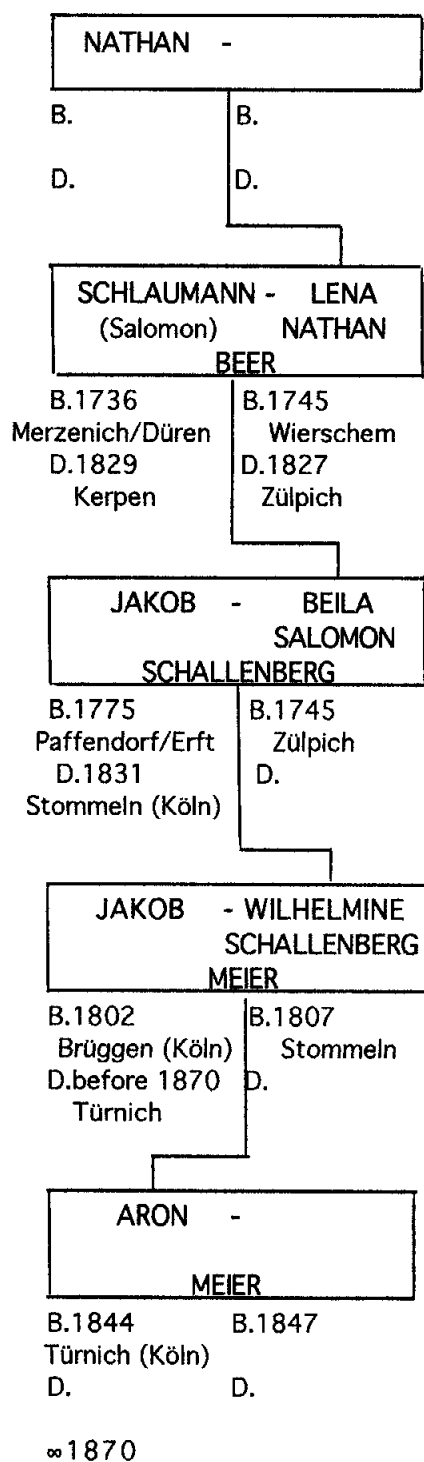 NATHAN -
B. B.
D. D.
SCHLAUMANN - LENA
(Salomon) NATHAN
BEER
B.1736 B.1745
Merzenich/Düren Wierschem
D.1829 D.1827
Kerpen Zülpich
JAKOB - BEILA
SALOMON
SCHALLENBERG
B.1775 B.1745
Paffendorf/Erft Zülpich
D.1831 D.
Stommeln (Köln)
JAKOB - WILHELMINE
SCHALLENBERG
MEIER
B.1802 B.1807
Brüggen (Köln) Stommeln
D.before 1870 D.
Türnich
ARON -
MEIER
B.1844 B.1847
Türnich (Köln)
D. D.
∞1870